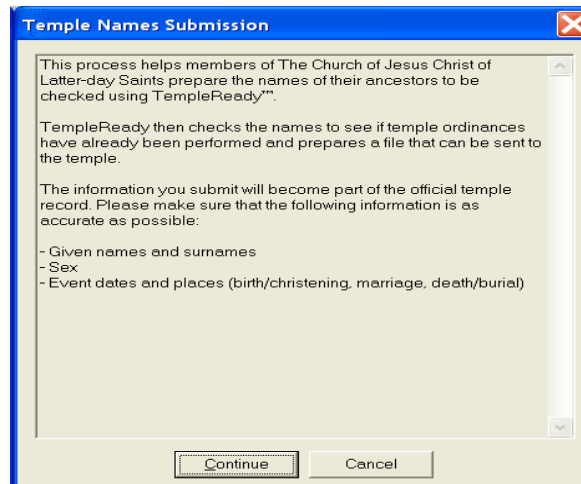 Temple Names Submission
This process helps members of The Church of Jesus Christ of
Latter-day Saints prepare the names of their ancestors to be
checked using TempleReady™.
TempleReady then checks the names to see if temple ordinances
have already been performed and prepares a file that can be sent to
the temple.
The information you submit will become part of the official temple
record. Please make sure that the following information is as
accurate as possible:
- Given names and surnames
- Sex
- Event dates and places (birth/christening, marriage, death/burial)
Continue Cancel